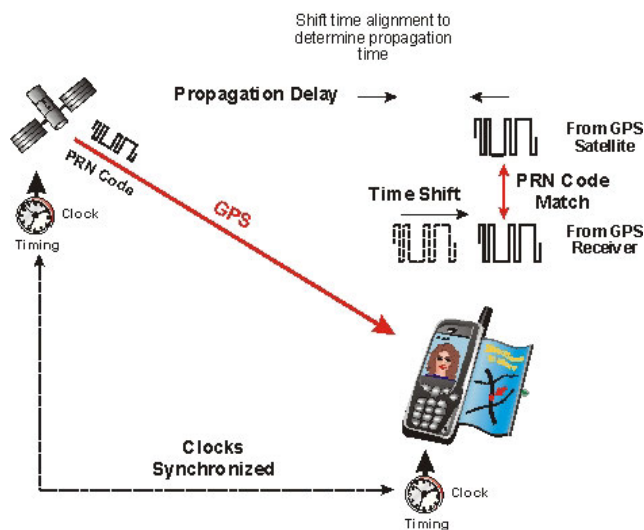 Shift time alignment to
determine propagation
time
Propagation Delay
From GPS
Satellite
PRN Code
GPS
PRN Code
Match
Time Shift
From GPS
Receiver
Clock
Timing
Clocks
Synchronized
Clock
Timing